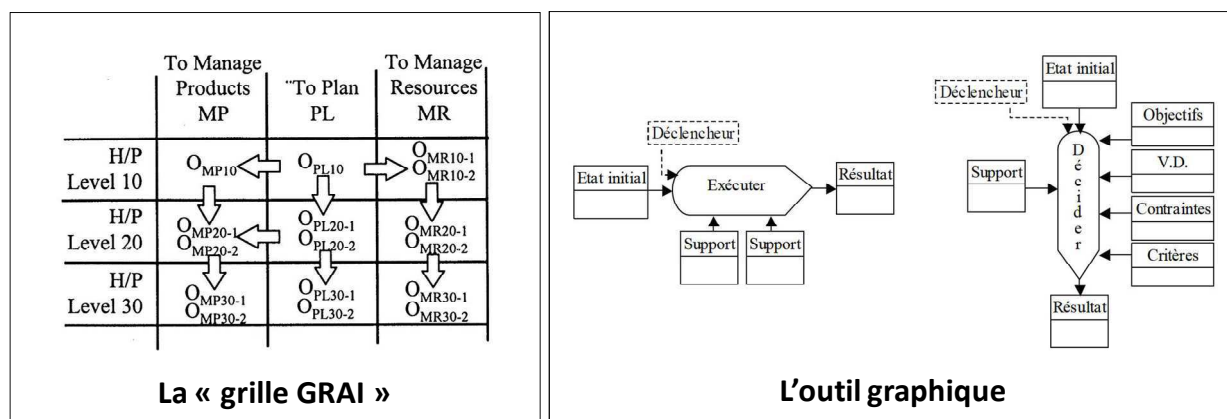 To Manage
Products
MP
"To Plan
PL
To Manage
Resources
MR
H/P
Level 10
OMP10
OPL10
OMR10-1
OMR10-2
H/P
Level 20
OMP20-1
OMP20-2
OPL20-1
OPL20-2
OMR20-1
OMR20-2
H/P
Level 30
OMP30-1
OMP30-2
OPL30-1
OPL30-2
OMR30-1
OMR30-2
La « grille GRAI »
Déclencheur
Etat initial
Exécuter
Résultat
Support
Support
Etat initial
Déclencheur
Objectifs
Support
Décider
V.D.
Contraintes
Critères
Résultat
L'outil graphique